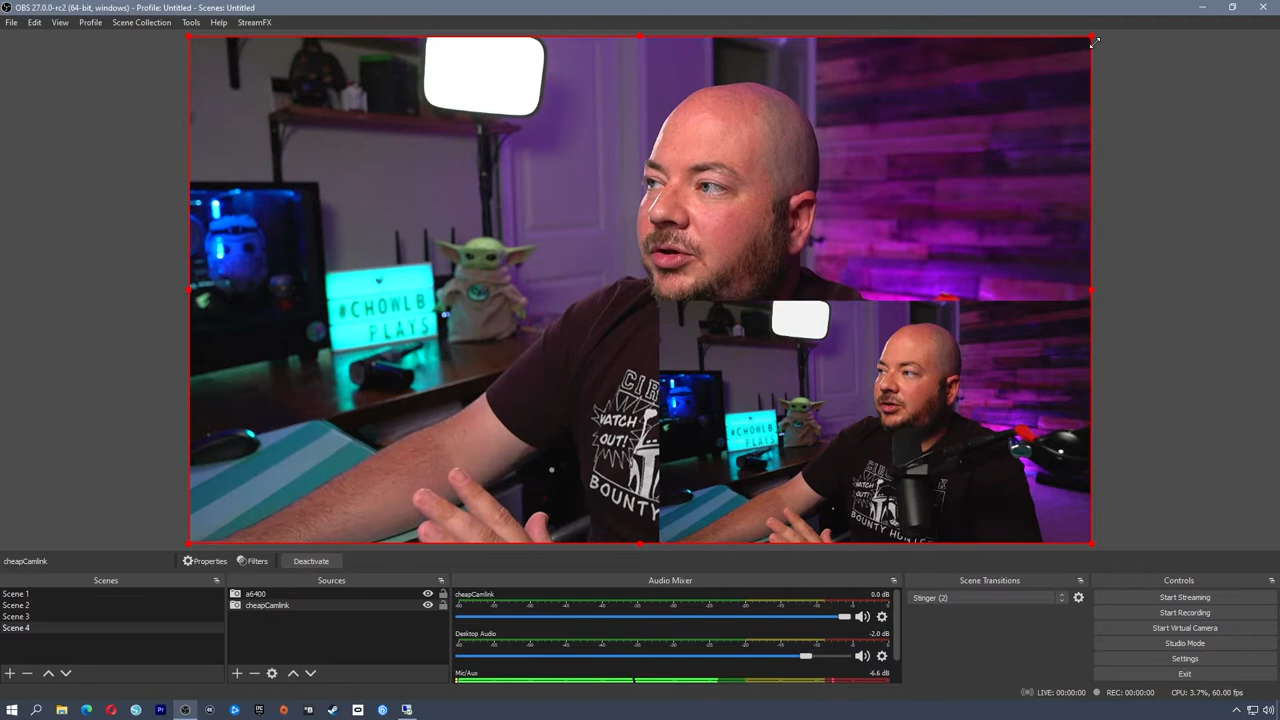 OBS 27.0.0-rc2 (64-bit, windows) - Profile: Untitled - Scenes: Untitled
File Edit View Profile Scene Collection Tools Help StreamFX
#CHOWLB
PLAYS
WATCH
OUT!
BOUNTY
#CHOWLB
PLAYS
WATCH
OUT!
cheapCamlink Properties Filters Deactivate
Scenes Sources Audio Mixer Scene Transitions Controls
Scene 1
Scene 2
Scene 3
Scene 4
a6400
cheapCamlink
cheapCamlink 0.0 dB
Desktop Audio -2.0 dB
Mic/Aux -6.6 dB
Stinger (2)
Start Streaming
Start Recording
Start Virtual Camera
Studio Mode
Settings
Exit
LIVE: 00:00:00 REC: 00:00:00 CPU: 3.7%, 60.00 fps